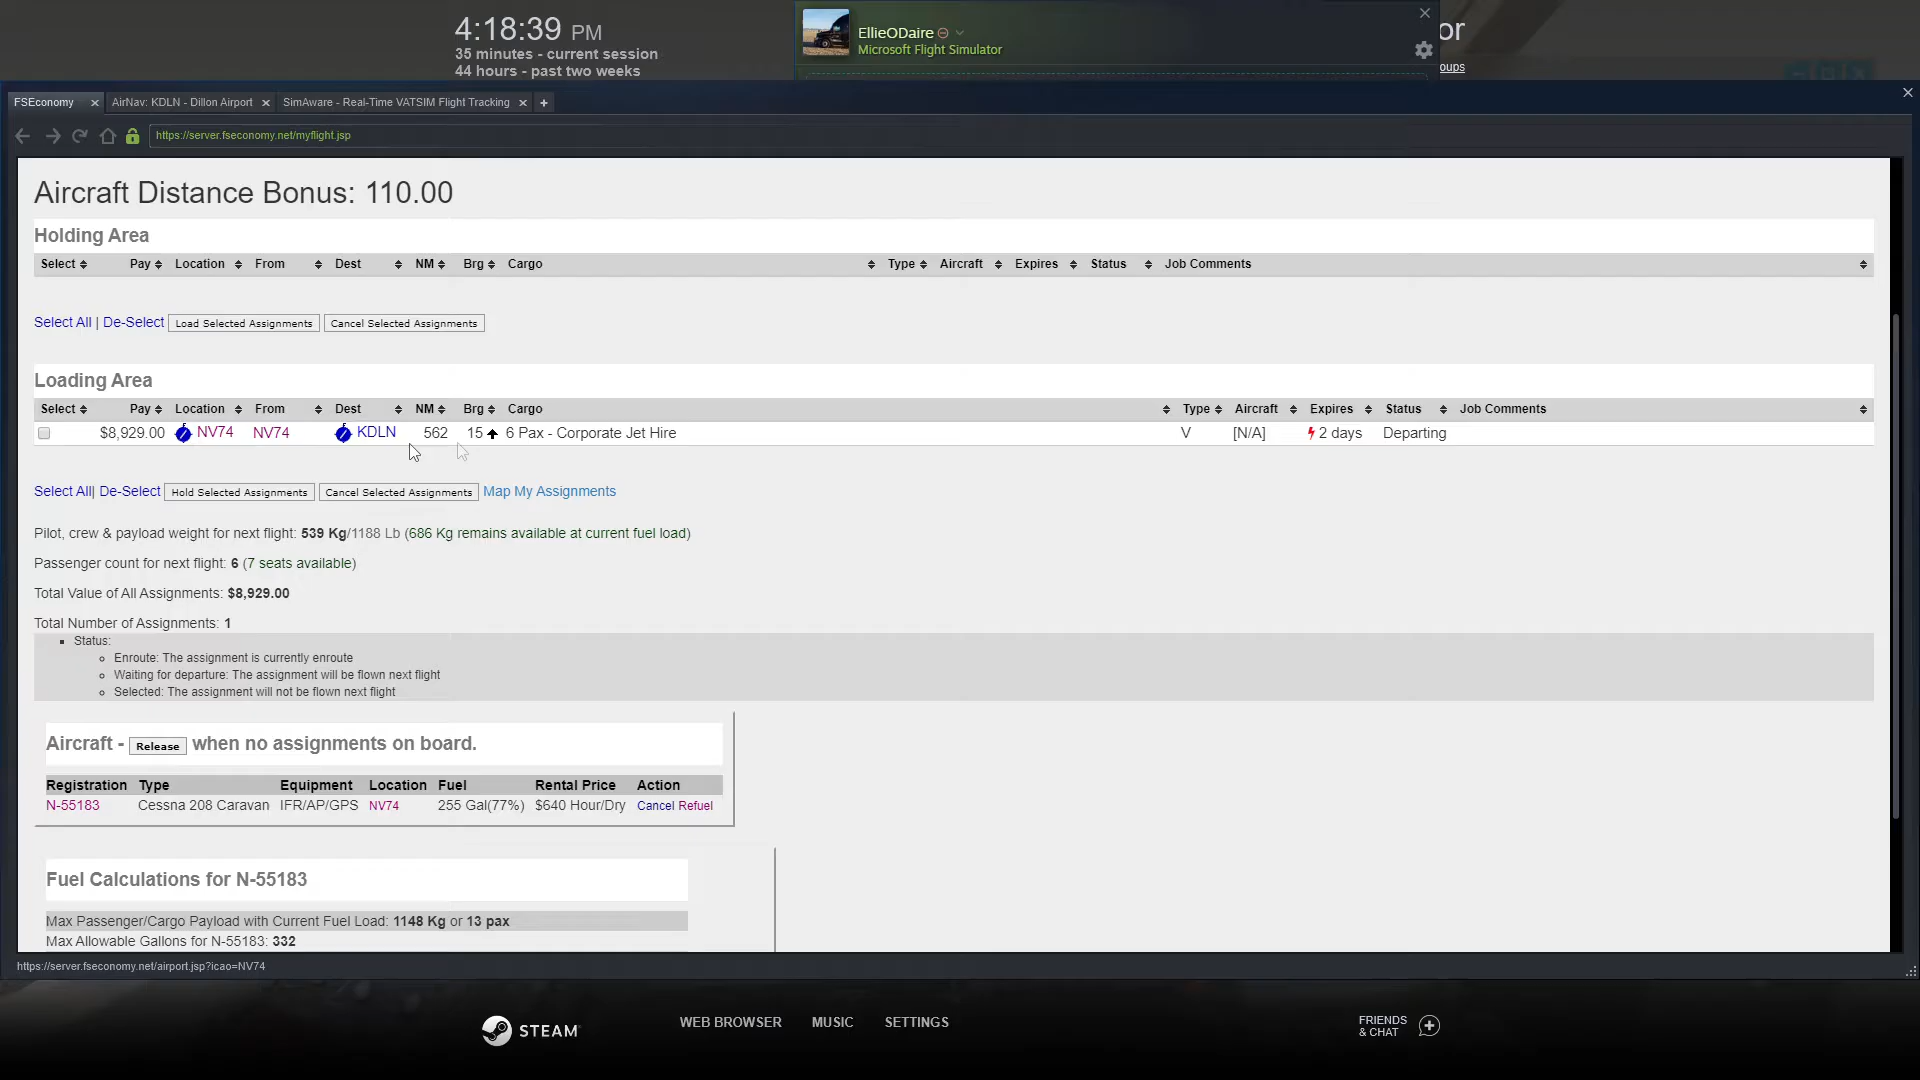 4:18:39 PM
35 minutes - current session
44 hours - past two weeks
EllieODaire
Microsoft Flight Simulator
or
oups
FSEconomy
AirNav: KDLN - Dillon Airport
SimAware - Real-Time VATSIM Flight Tracking
https://server.fseconomy.net/myflight.jsp
Aircraft Distance Bonus: 110.00
Holding Area
Select Pay Location From Dest NM Brg Cargo Type Aircraft Expires Status Job Comments
Select All | De-Select Load Selected Assignments Cancel Selected Assignments
Loading Area
Select Pay Location From Dest NM Brg Cargo Type Aircraft Expires Status Job Comments
$8,929.00 NV74 NV74 KDLN 562 15 6 Pax - Corporate Jet Hire V [N/A] 2 days Departing
Select All| De-Select Hold Selected Assignments Cancel Selected Assignments Map My Assignments
Pilot, crew & payload weight for next flight: 539 Kg/1188 Lb (686 Kg remains available at current fuel load)
Passenger count for next flight: 6 (7 seats available)
Total Value of All Assignments: $8,929.00
Total Number of Assignments: 1
Status:
Enroute: The assignment is currently enroute
Waiting for departure: The assignment will be flown next flight
Selected: The assignment will not be flown next flight
Aircraft - Release when no assignments on board.
Registration Type Equipment Location Fuel Rental Price Action
N-55183 Cessna 208 Caravan IFR/AP/GPS NV74 255 Gal(77%) $640 Hour/Dry Cancel Refuel
Fuel Calculations for N-55183
Max Passenger/Cargo Payload with Current Fuel Load: 1148 Kg or 13 pax
Max Allowable Gallons for N-55183: 332
https://server.fseconomy.net/airport.jsp?icao=NV74
STEAM
WEB BROWSER MUSIC SETTINGS
FRIENDS
& CHAT